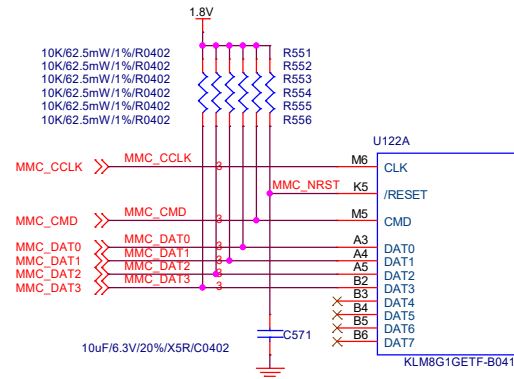 1.8V
10K/62.5mW/1%/R0402 R551
10K/62.5mW/1%/R0402 R552
10K/62.5mW/1%/R0402 R553
10K/62.5mW/1%/R0402 R554
10K/62.5mW/1%/R0402 R555
10K/62.5mW/1%/R0402 R556
U122A
MMC_CCLK MMC_CCLK 3 M6 CLK
MMC_NRST K5 /RESET
MMC_CMD MMC_CMD 3 M5 CMD
MMC_DAT0 MMC_DAT0 3 A3 DAT0
MMC_DAT1 MMC_DAT1 3 A4 DAT1
MMC_DAT2 MMC_DAT2 3 A5 DAT2
MMC_DAT3 MMC_DAT3 3 B2 DAT3
B3 DAT4
B4 DAT5
B5 DAT6
B6 DAT7
C571
10uF/6.3V/20%/X5R/C0402
KLM8G1GETF-B041